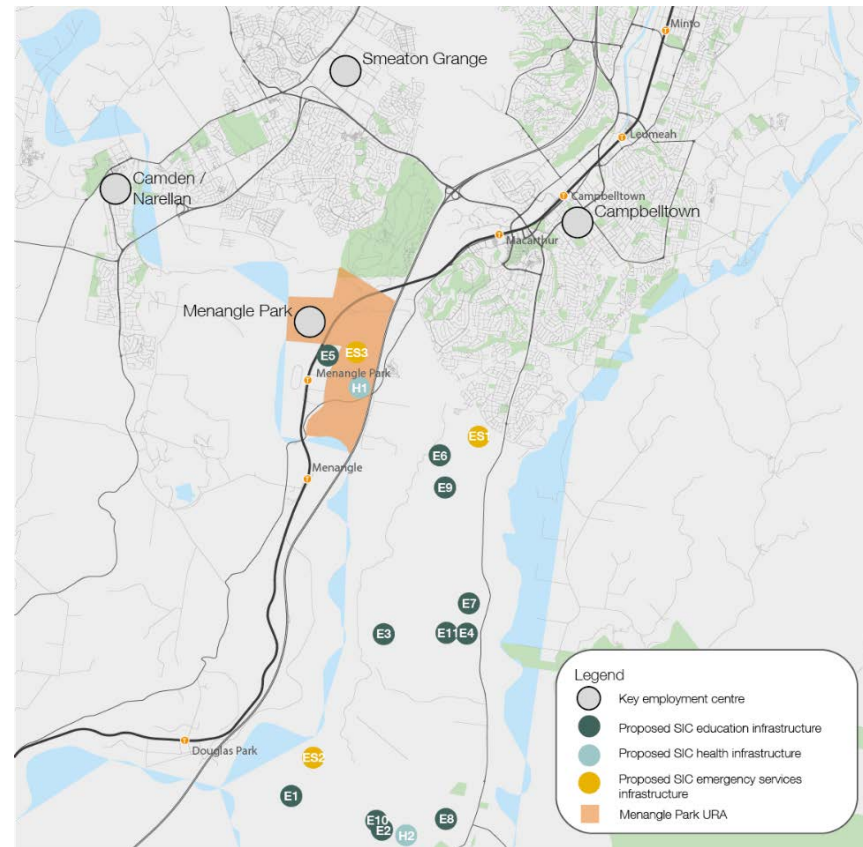 Minto
Smeaton Grange
Leumeah
Camden /
Narellan
Campbelltown
Campbelltown
Macarthur
Menangle Park
E5
ES3
Menangle Park
H1
ES1
E6
E9
Menangle
E7
E3
E11
E4
Douglas Park
ES2
E1
E10
E2
H2
E8
Legend
Key employment centre
Proposed SIC education infrastructure
Proposed SIC health infrastructure
Proposed SIC emergency services
infrastructure
Menangle Park URA